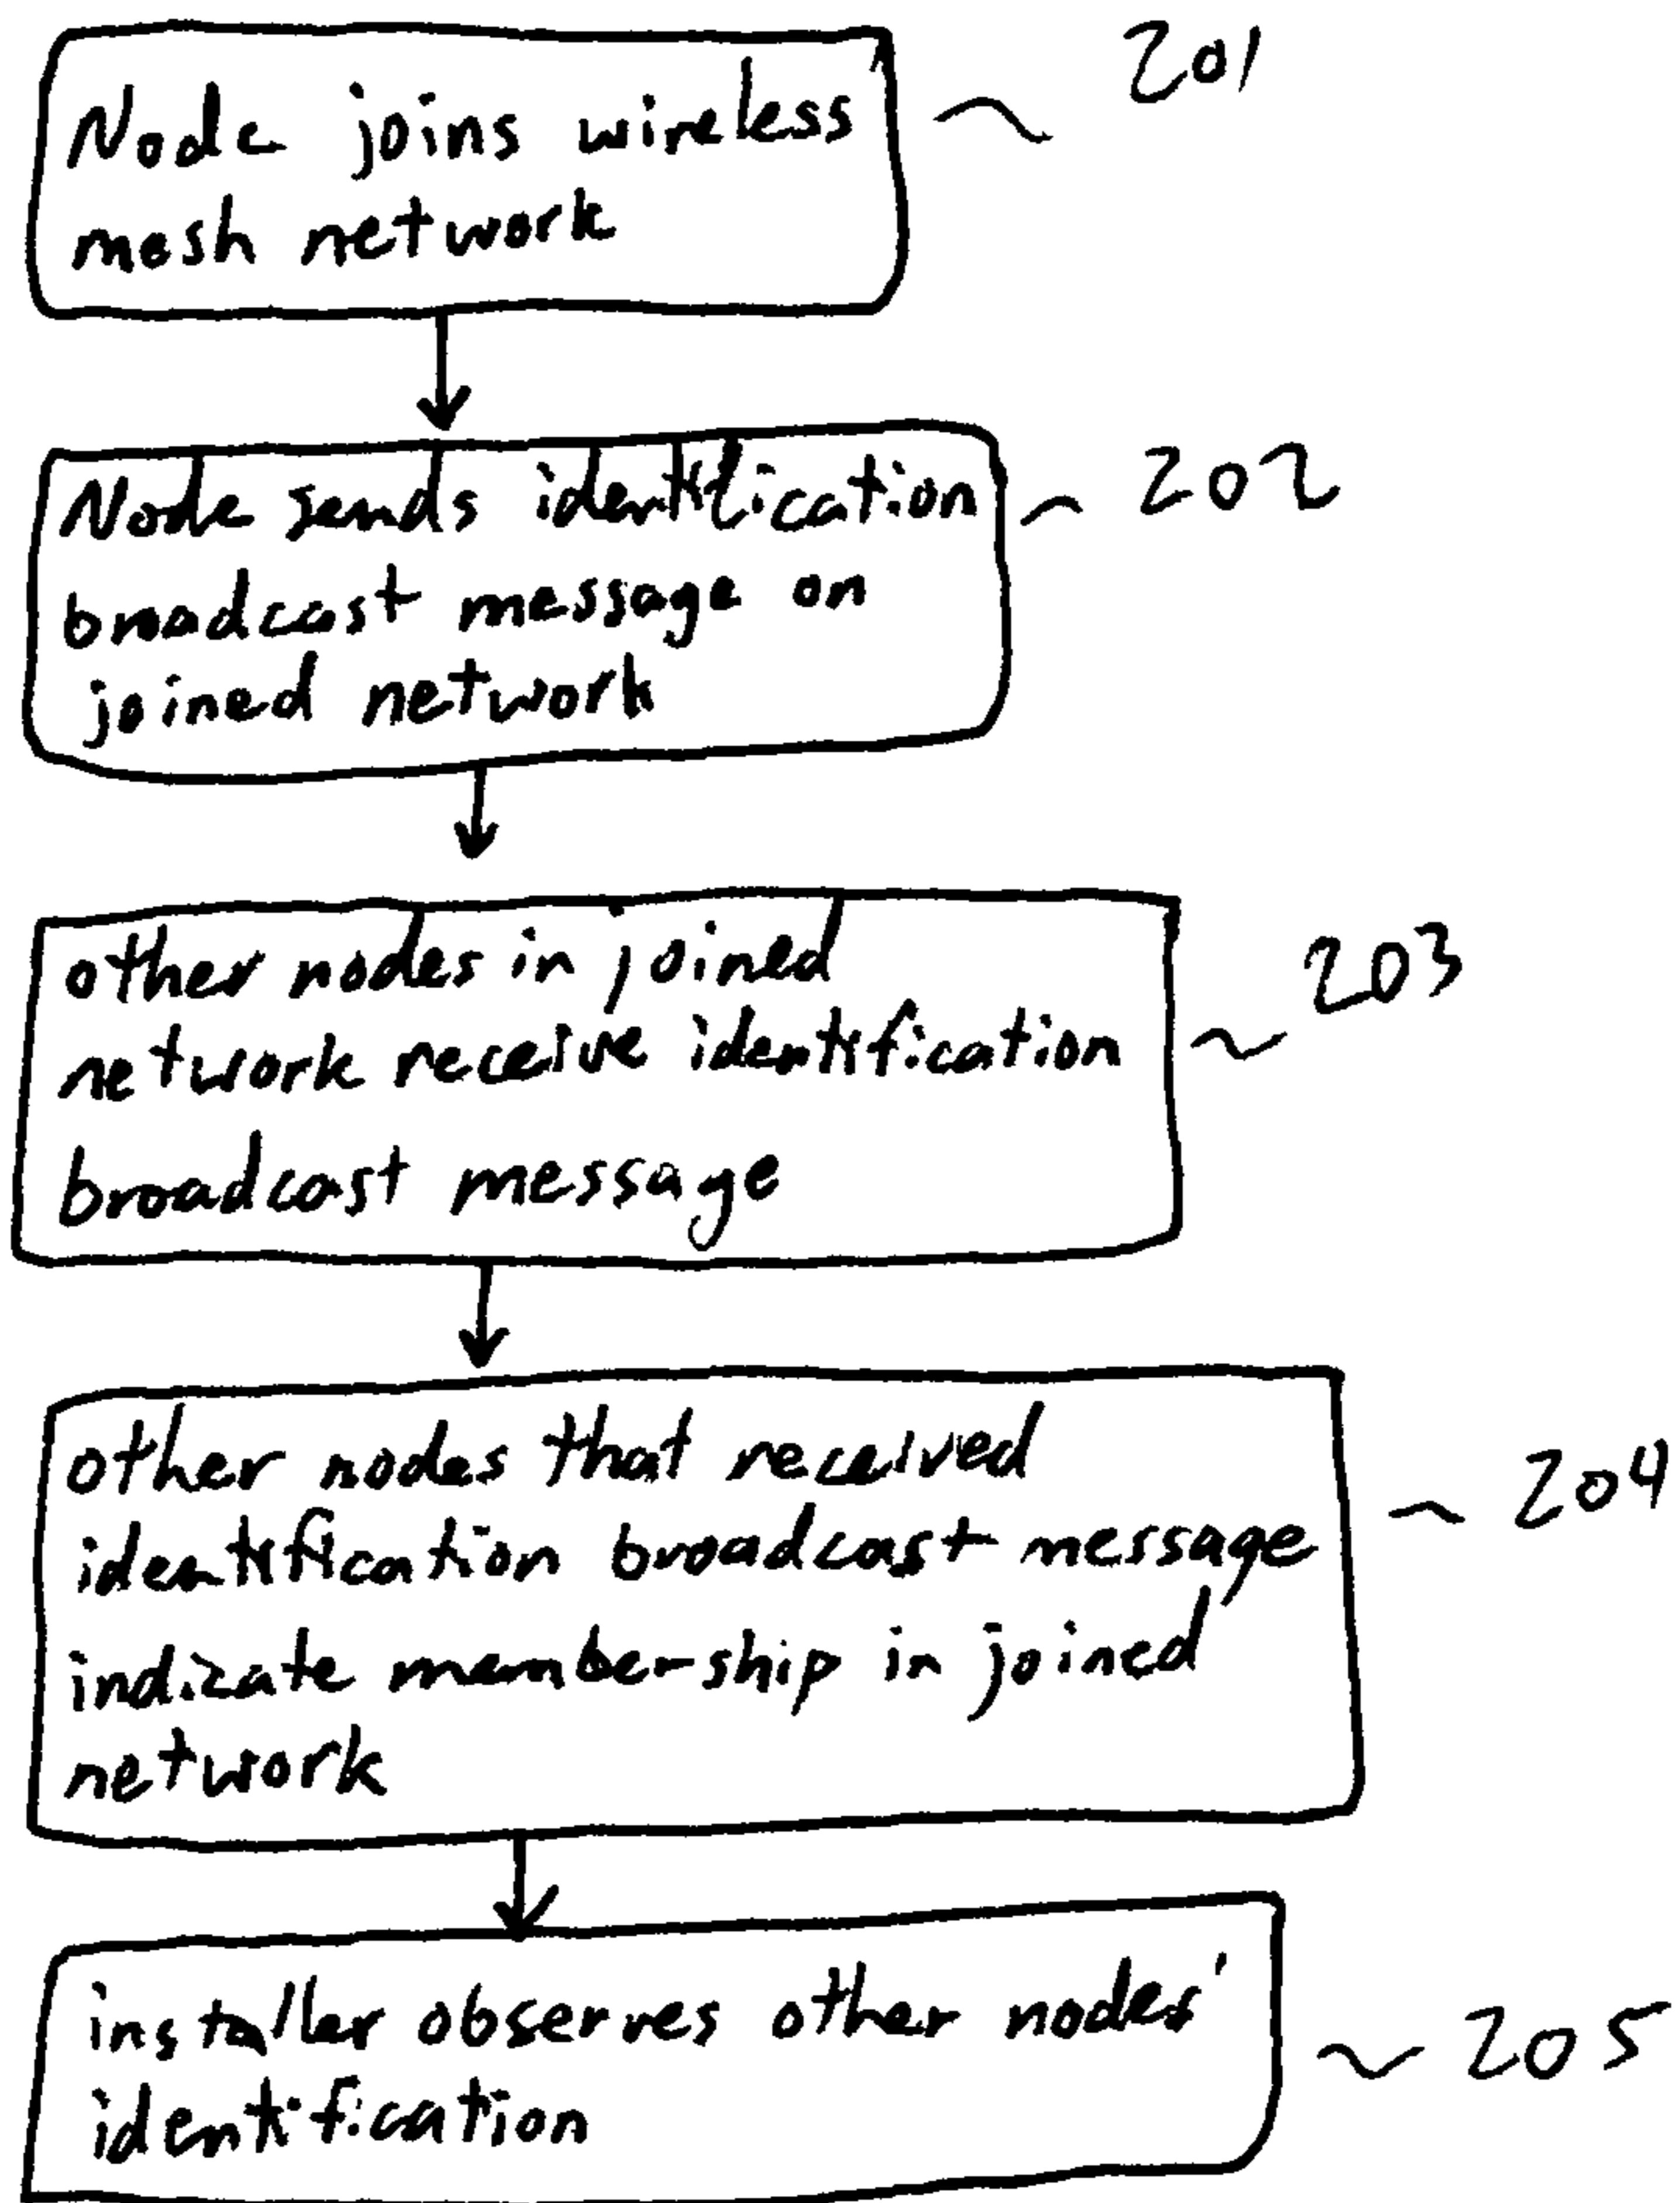 Node joins wireless
mesh network
201
Node sends identification
broadcast message on
joined network
202
other nodes in joined
network receive identification
broadcast message
203
other nodes that received
identification broadcast message
indicate membership in joined
network
204
installer observes other nodes'
identification
205